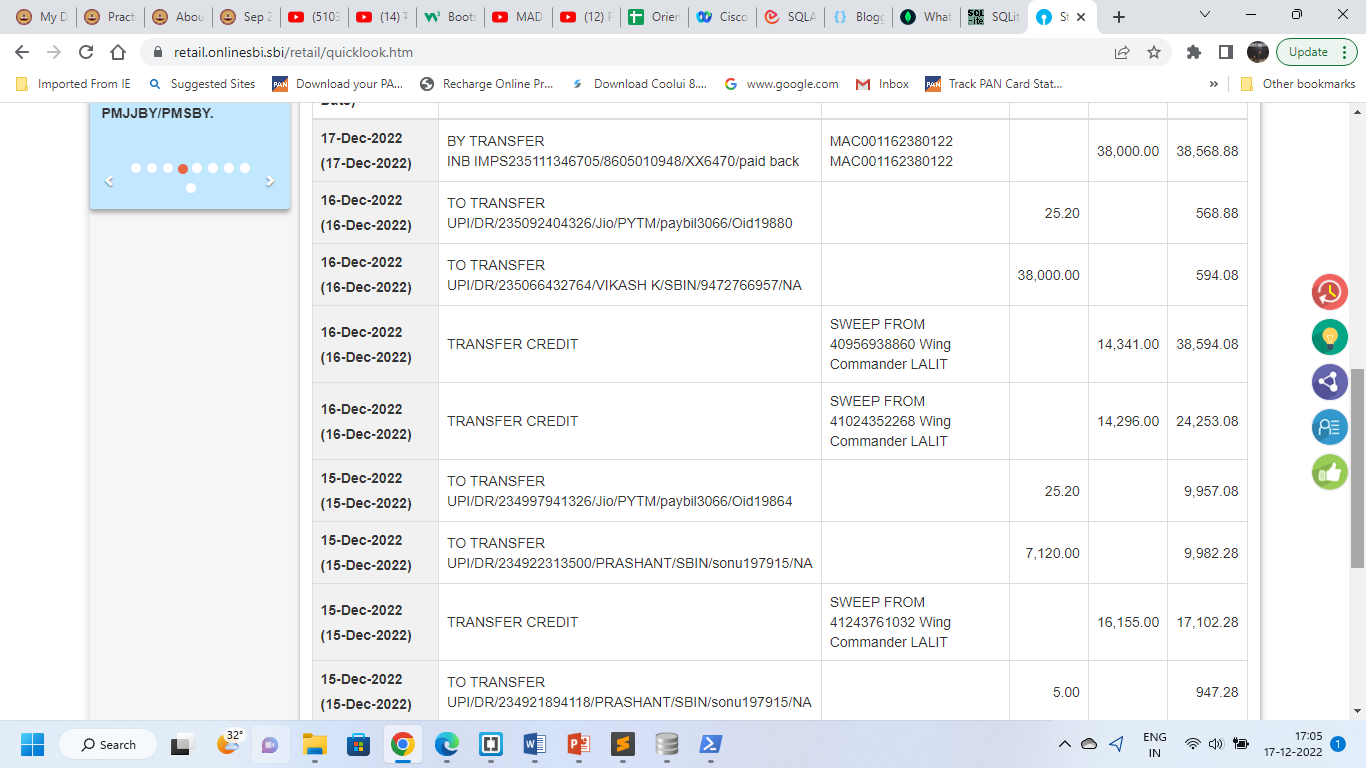 My D
Pract
Abou
Sep 2
(5103
(14) र
Boots
MAD
(12) F
Orien
Cisco
SQLA
Blogg
What
SQLit
St
retail.onlinesbi.sbi/retail/quicklook.htm
Update
Imported From IE
Suggested Sites
PAN
Download your PA...
Recharge Online Pr...
Download Coolui 8....
www.google.com
Inbox
PAN
Track PAN Card Stat...
»
Other bookmarks
PMJJBY/PMSBY.
Date)
17-Dec-2022
(17-Dec-2022)
BY TRANSFER
INB IMPS235111346705/8605010948/XX6470/paid back
MAC001162380122
MAC001162380122
38,000.00
38,568.88
16-Dec-2022
(16-Dec-2022)
TO TRANSFER
UPI/DR/235092404326/Jio/PYTM/paybil3066/Oid19880
25.20
568.88
16-Dec-2022
(16-Dec-2022)
TO TRANSFER
UPI/DR/235066432764/VIKASH K/SBIN/9472766957/NA
38,000.00
594.08
16-Dec-2022
(16-Dec-2022)
TRANSFER CREDIT
SWEEP FROM
40956938860 Wing
Commander LALIT
14,341.00
38,594.08
16-Dec-2022
(16-Dec-2022)
TRANSFER CREDIT
SWEEP FROM
41024352268 Wing
Commander LALIT
14,296.00
24,253.08
15-Dec-2022
(15-Dec-2022)
TO TRANSFER
UPI/DR/234997941326/Jio/PYTM/paybil3066/Oid19864
25.20
9,957.08
15-Dec-2022
(15-Dec-2022)
TO TRANSFER
UPI/DR/234922313500/PRASHANT/SBIN/sonu197915/NA
7,120.00
9,982.28
15-Dec-2022
(15-Dec-2022)
TRANSFER CREDIT
SWEEP FROM
41243761032 Wing
Commander LALIT
16,155.00
17,102.28
15-Dec-2022
(15-Dec-2022)
TO TRANSFER
UPI/DR/234921894118/PRASHANT/SBIN/sonu197915/NA
5.00
947.28
Search
32°
ENG
IN
17:05
17-12-2022
1